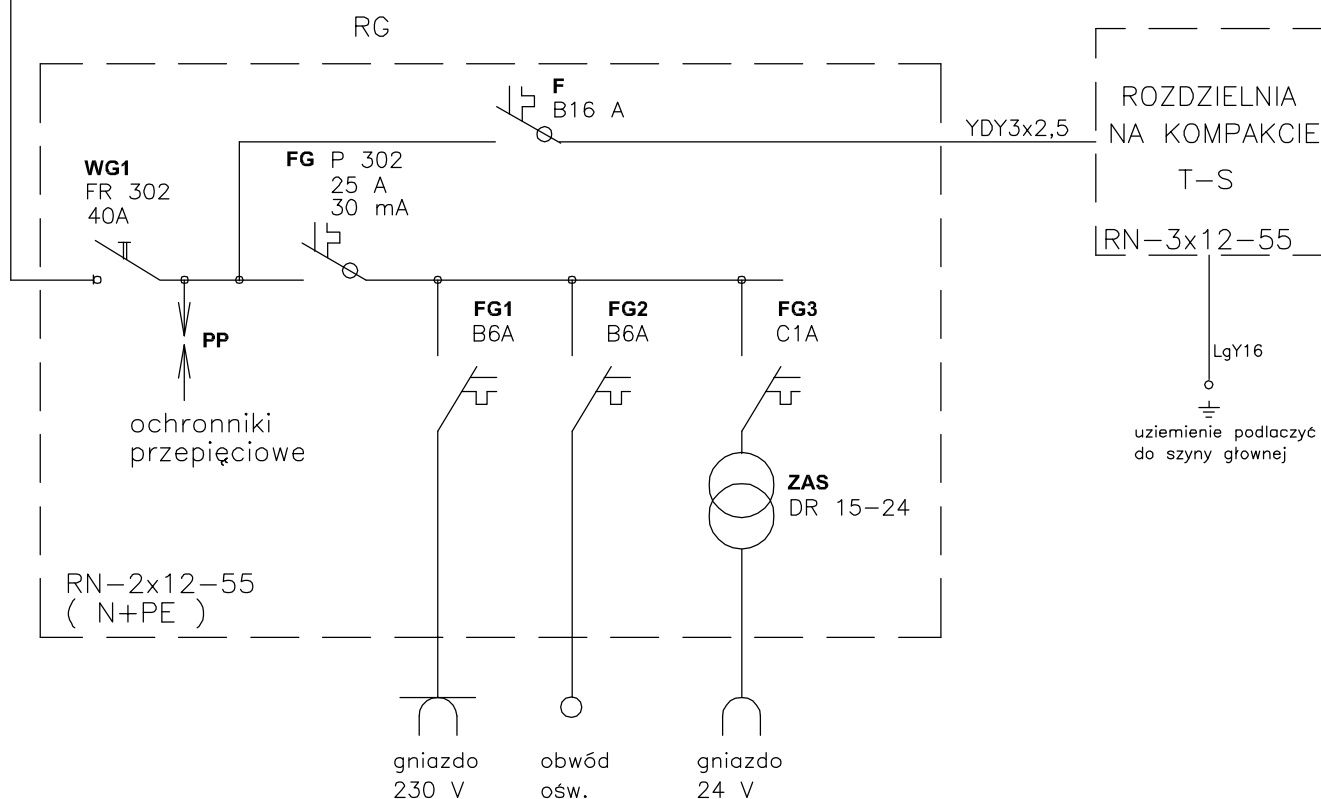 RG
F
B16 A
YDY3x2,5
ROZDZIELNIA
NA KOMPAKCIE
T-S
RN-3x12-55
WG1
FR 302
40A
FG P 302
25 A
30 mA
PP
ochronniki
przepięciowe
FG1
B6A
FG2
B6A
FG3
C1A
ZAS
DR 15-24
LgY16
uziemienie podlaczyć
do szyny głownej
RN-2x12-55
( N+PE )
gniazdo
230 V
obwód
ośw.
gniazdo
24 V